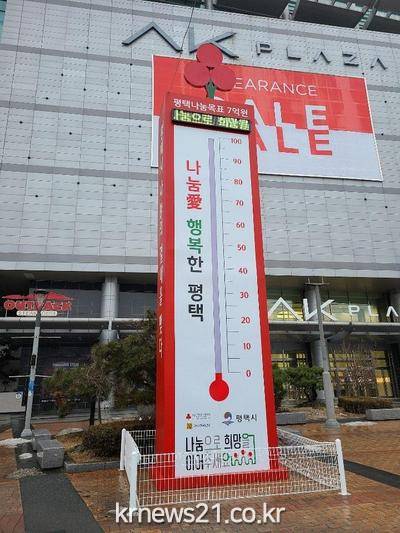 AK PLAZA
CLEARANCE
SALE
평택나눔목표 7억원
나눔으로 희망을
100
90
80
70
60
50
40
30
20
10
0
나눔愛 행복한 평택
OUTBACK
AK PLAZA
평택시
나눔으로 희망을
이어주세요
krnews21.co.kr